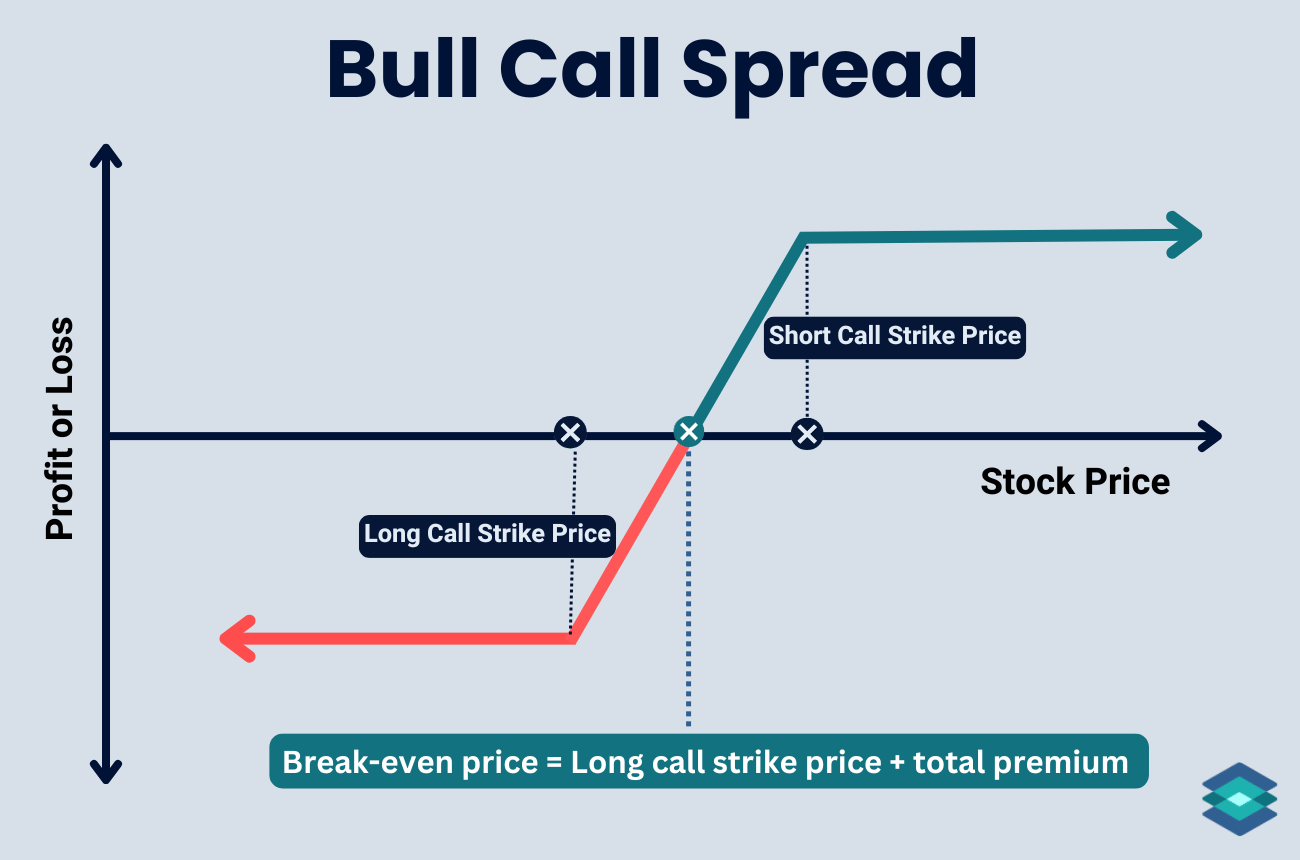 Bull Call Spread
Profit or Loss
Short Call Strike Price
Stock Price
Long Call Strike Price
Break-even price = Long call strike price + total premium